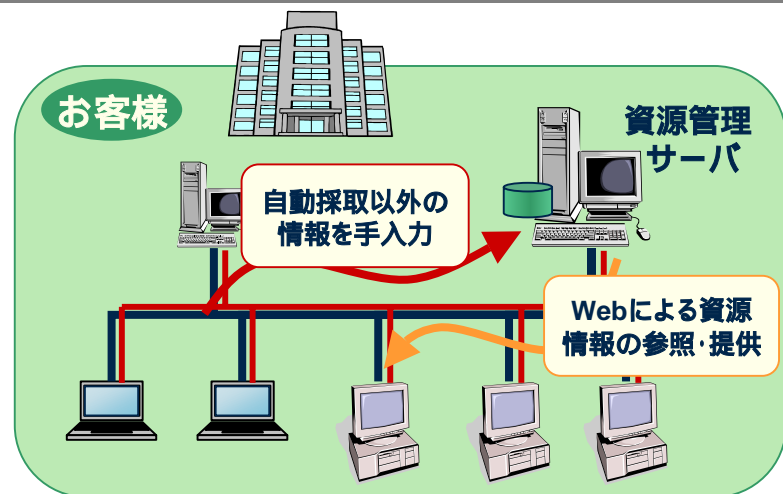 お客様
資源管理
サーバ
自動採取以外の
情報を手入力
Webによる資源
情報の参照･提供